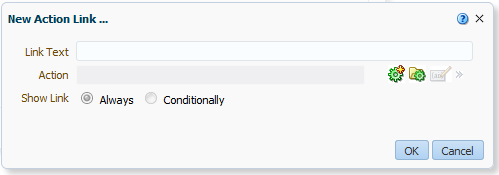 New Action Link ...
Link Text
Action
Show Link Always Conditionally
OK Cancel